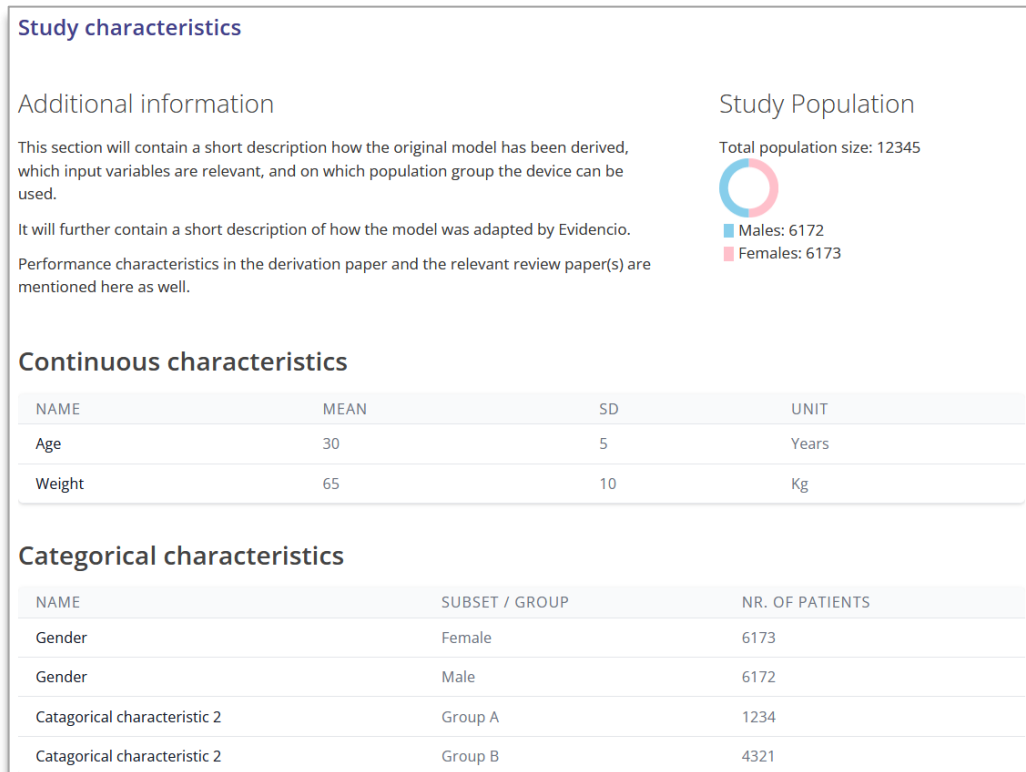 Study characteristics
Additional information
This section will contain a short description how the original model has been derived,
which input variables are relevant, and on which population group the device can be
used.
It will further contain a short description of how the model was adapted by Evidencio.
Performance characteristics in the derivation paper and the relevant review paper(s) are
mentioned here as well.
Study Population
Total population size: 12345
Males: 6172
Females: 6173
Continuous characteristics
NAME MEAN SD UNIT
Age 30 5 Years
Weight 65 10 Kg
Categorical characteristics
NAME SUBSET / GROUP NR. OF PATIENTS
Gender Female 6173
Gender Male 6172
Catagorical characteristic 2 Group A 1234
Catagorical characteristic 2 Group B 4321